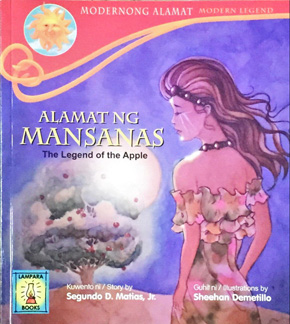 MODERNONG ALAMAT MODERN LEGEND
ALAMAT NG
MANSANAS
The Legend of the Apple
LAMPARA
BOOKS
Kuwento ni / Story by
Segundo D. Matias, Jr.
Guhit ni / Illustrations by
Sheehan Demetillo